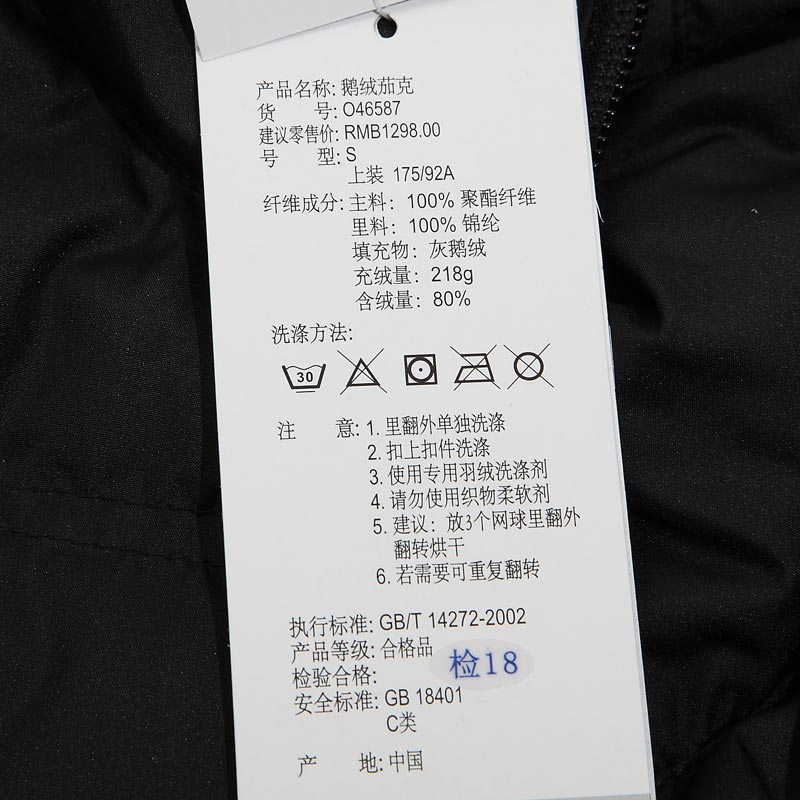 产品名称: 鹅绒茄克
货 号: O46587
建议零售价: RMB1298.00
号 型: S
上装 175/92A
纤维成分: 主料: 100% 聚酯纤维
里料: 100% 锦纶
填充物: 灰鹅绒
充绒量: 218g
含绒量: 80%
洗涤方法:
30
注 意: 1. 里翻外单独洗涤
2. 扣上扣件洗涤
3. 使用专用羽绒洗涤剂
4. 请勿使用织物柔软剂
5. 建议: 放3个网球里翻外
翻转烘干
6. 若需要可重复翻转
执行标准: GB/T 14272-2002
产品等级: 合格品
检验合格: 检18
安全标准: GB 18401
C类
产 地: 中国